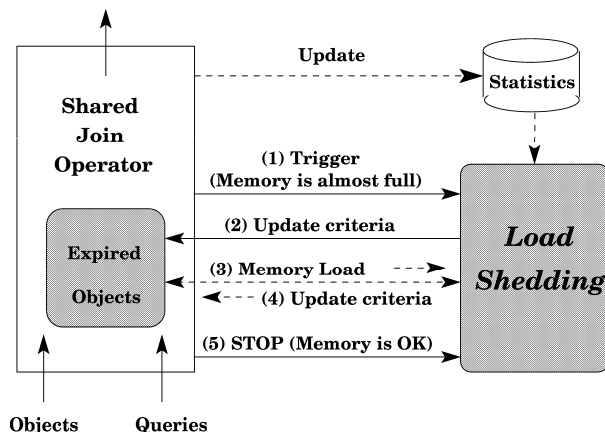 Update
Statistics
Shared
Join
Operator
(1) Trigger
(Memory is almost full)
(2) Update criteria
Load
Shedding
Expired
Objects
(3) Memory Load
(4) Update criteria
(5) STOP (Memory is OK)
Objects
Queries